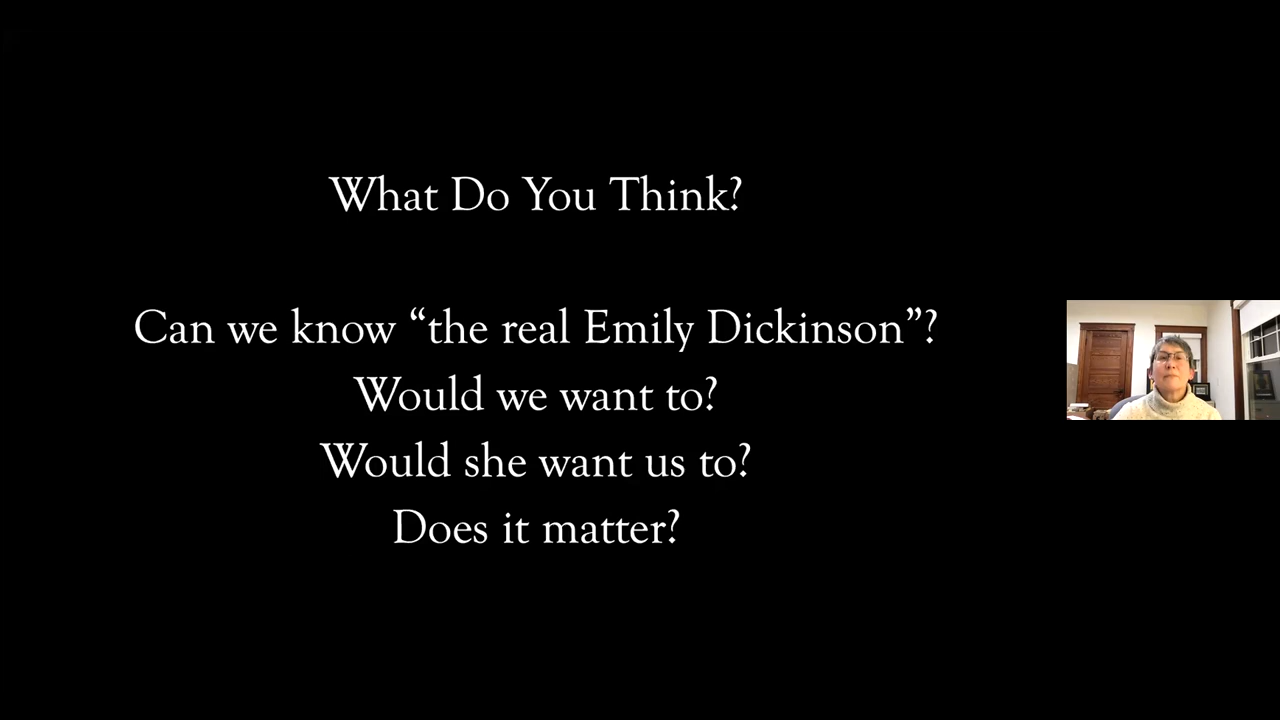 What Do You Think?
Can we know “the real Emily Dickinson”?
Would we want to?
Would she want us to?
Does it matter?